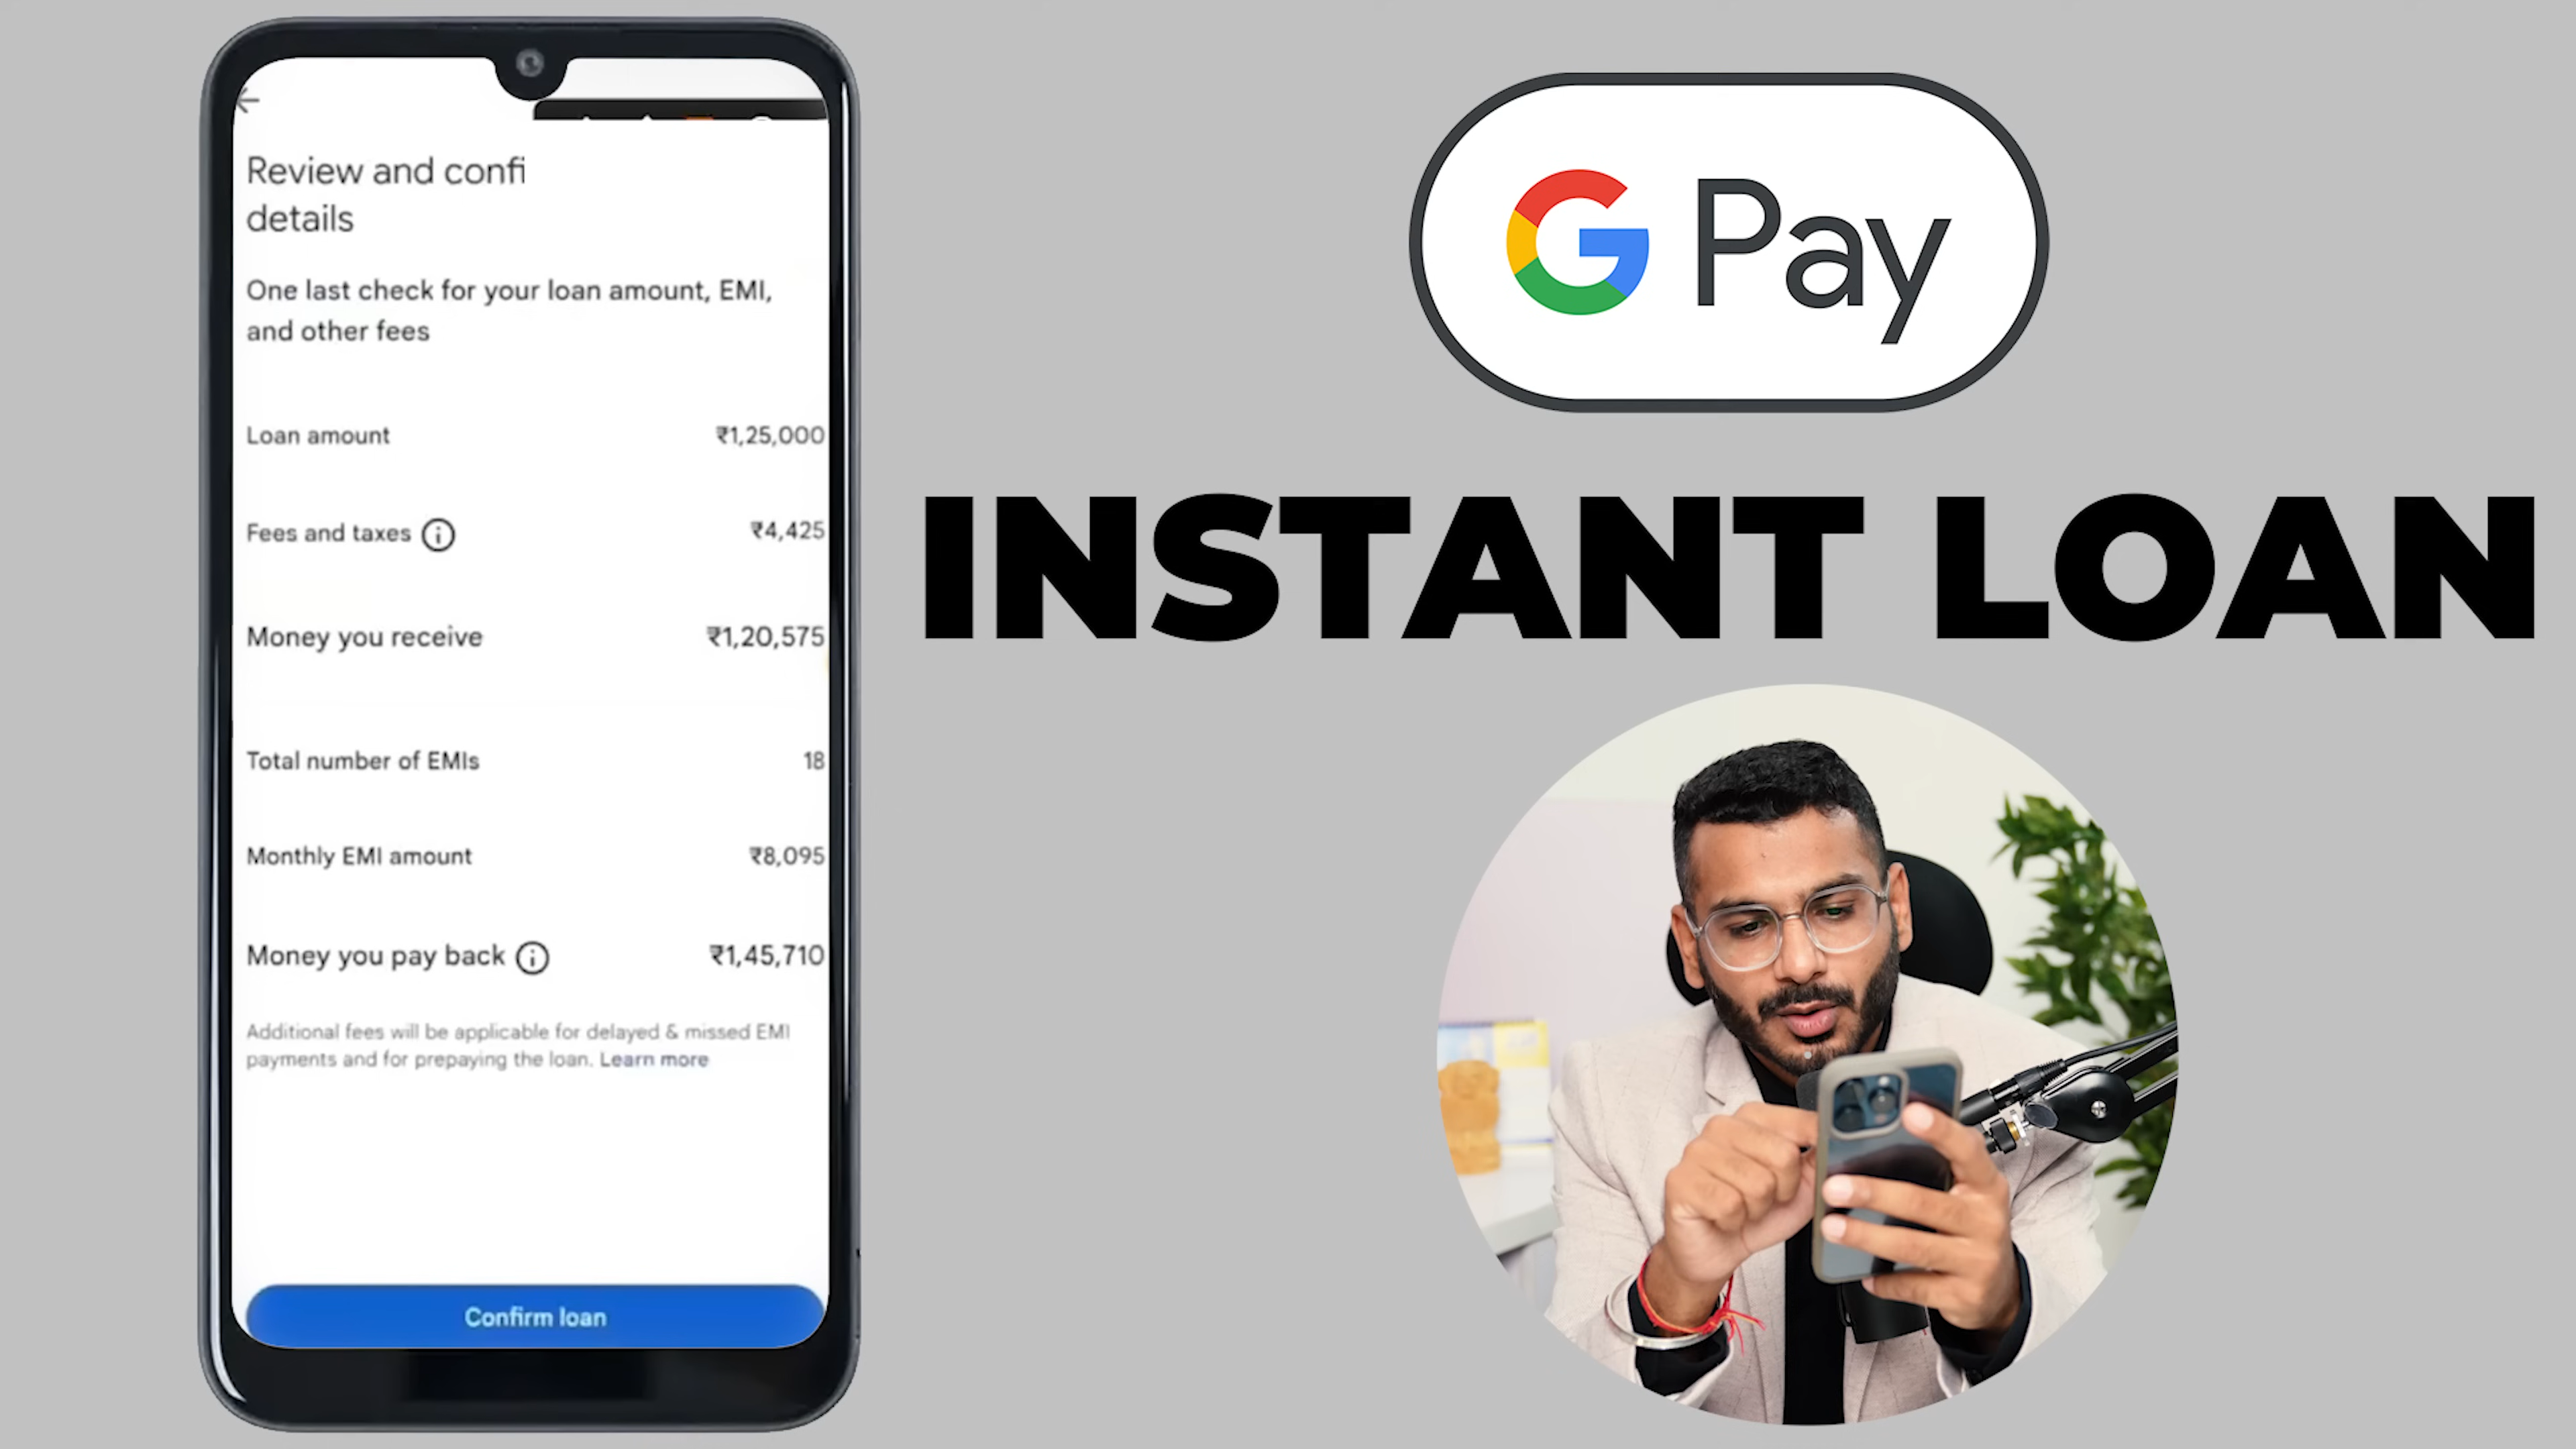 Review and confi
details
One last check for your loan amount, EMI,
and other fees
Loan amount ₹1,25,000
Fees and taxes ₹4,425
Money you receive ₹1,20,575
Total number of EMIs 18
Monthly EMI amount ₹8,095
Money you pay back ₹1,45,710
Additional fees will be applicable for delayed & missed EMI
payments and for prepaying the loan. Learn more
Confirm loan
G Pay
INSTANT LOAN